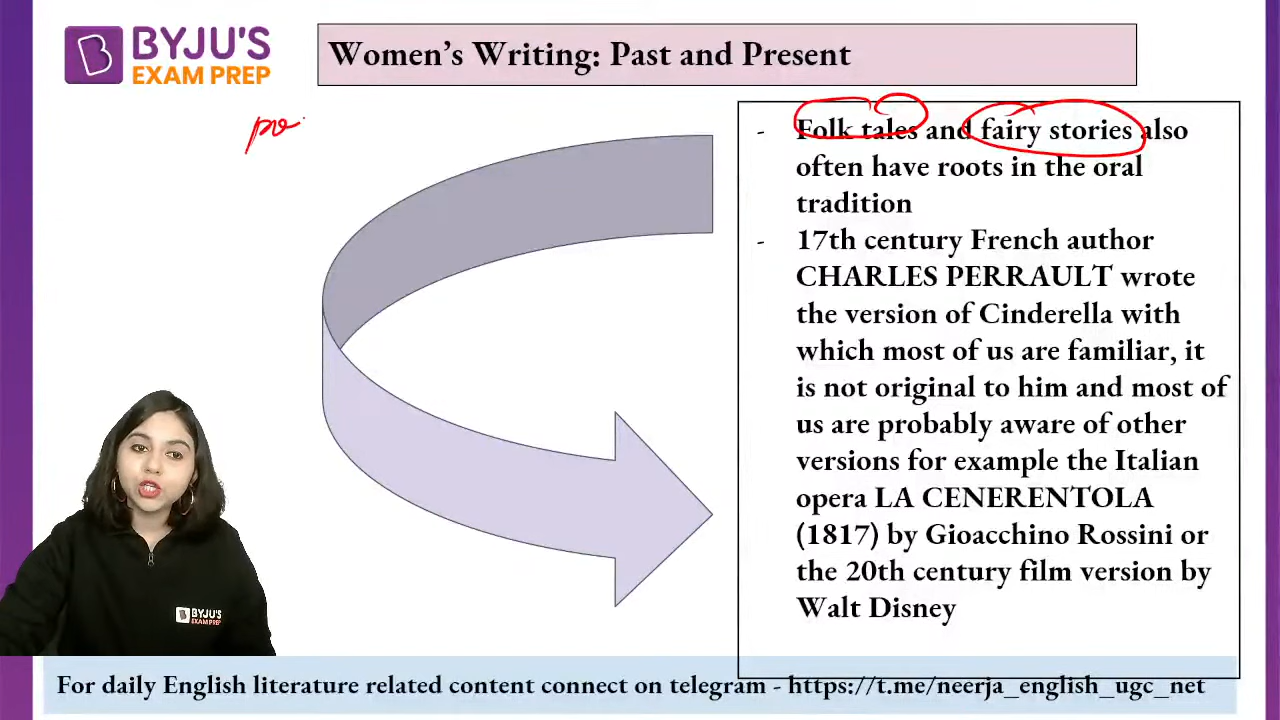 BYJU'S
EXAM PREP
Women's Writing: Past and Present
- Folk tales and fairy stories also
often have roots in the oral
tradition
- 17th century French author
CHARLES PERRAULT wrote
the version of Cinderella with
which most of us are familiar, it
is not original to him and most of
us are probably aware of other
versions for example the Italian
opera LA CENERENTOLA
(1817) by Gioacchino Rossini or
the 20th century film version by
Walt Disney
BYJU'S
EXAM PREP
For daily English literature related content connect on telegram - https://t.me/neerja_english_ugc_net